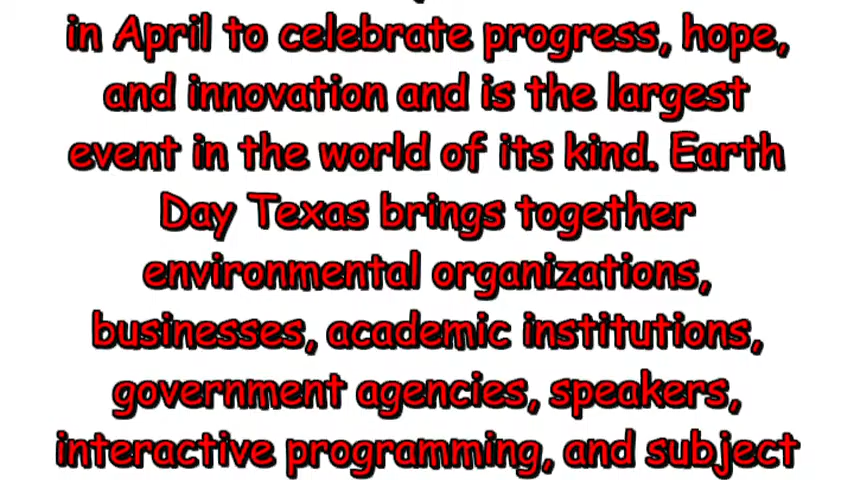 in April to celebrate progress, hope,
and innovation and is the largest
event in the world of its kind. Earth
Day Texas brings together
environmental organizations,
businesses, academic institutions,
government agencies, speakers,
interactive programming, and subject